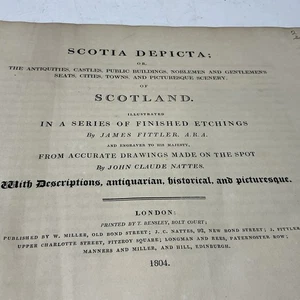 SCOTIA DEPICTA;
OR,
THE ANTIQUITIES, CASTLES, PUBLIC BUILDINGS, NOBLEMEN AND GENTLEMEN'S
SEATS, CITIES, TOWNS, AND PICTURESQUE SCENERY,
OF
SCOTLAND.
ILLUSTRATED
IN A SERIES OF FINISHED ETCHINGS
By JAMES FITTLER, A.R.A.
AND ENGRAVER TO HIS MAJESTY,
FROM ACCURATE DRAWINGS MADE ON THE SPOT
By JOHN CLAUDE NATTES.
With Descriptions, antiquarian, historical, and picturesque.
LONDON:
PRINTED BY T. BENSLEY, BOLT COURT;
PUBLISHED BY W. MILLER, OLD BOND STREET; J. C. NATTES, NEW BOND STREET; J. FITTLER
UPPER CHARLOTTE STREET, FITZROY SQUARE; LONGMAN AND REES, PATERNOSTER ROW;
MANNERS AND MILLER, AND HILL, EDINBURGH.
1804.